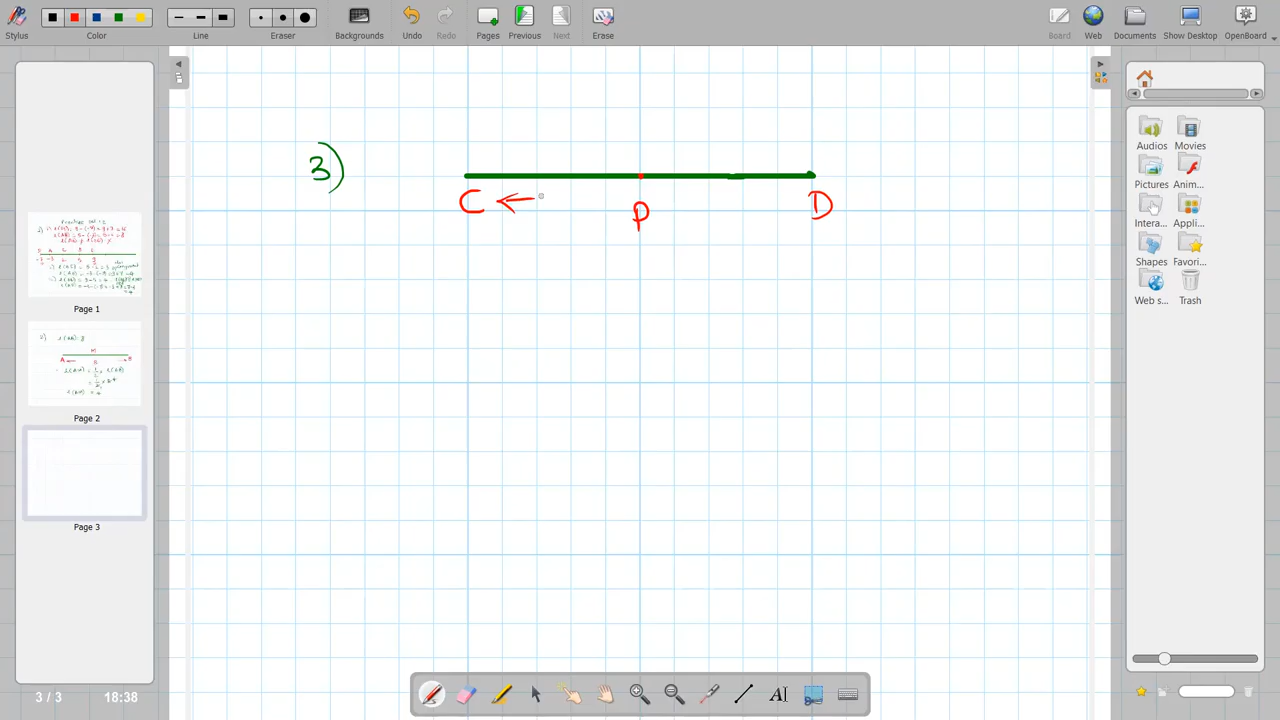 Stylus
Color
Line
Eraser
Backgrounds
Undo
Redo
Pages
Previous
Next
Erase
Board
Web
Documents
Show Desktop
OpenBoard
3)
C ← P D
Page 1
Page 2
Page 3
3 / 3 18:38
Audios Movies
Pictures Anim...
Intera... Appli...
Shapes Favori...
Web s... Trash